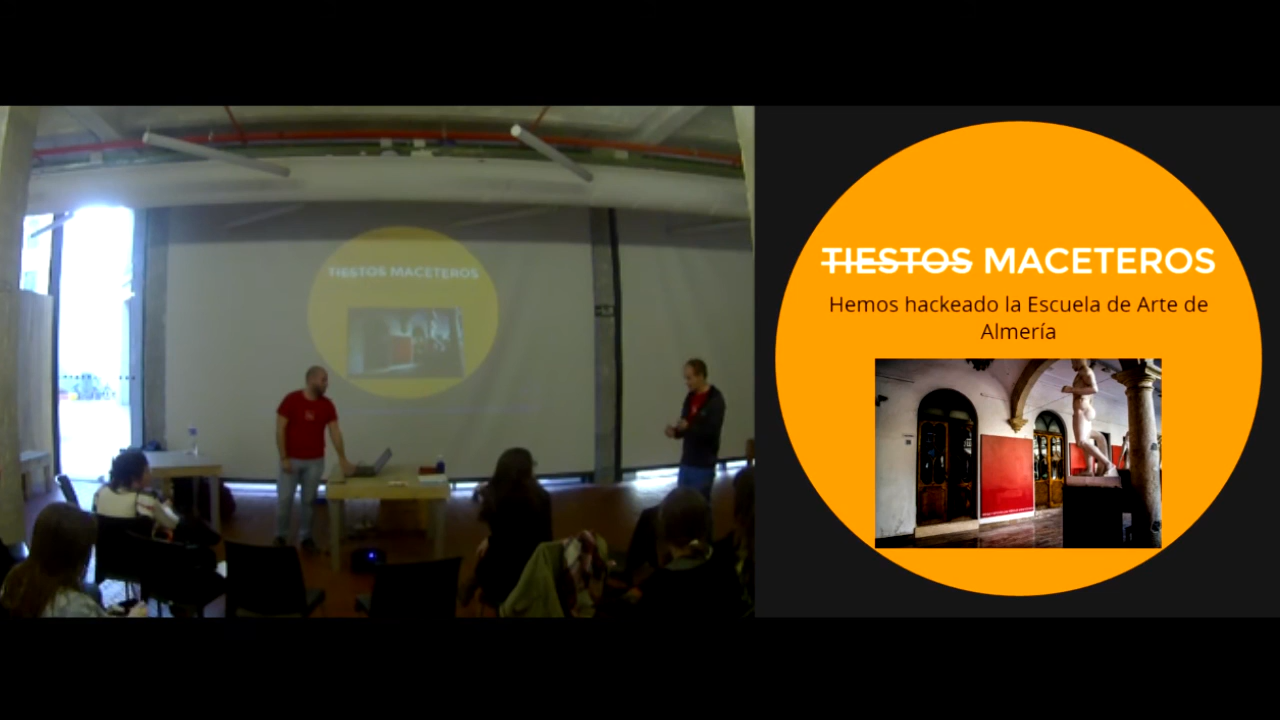 TIESTOS MACETEROS
TIESTOS MACETEROS
Hemos hackeado la Escuela de Arte de
Almería